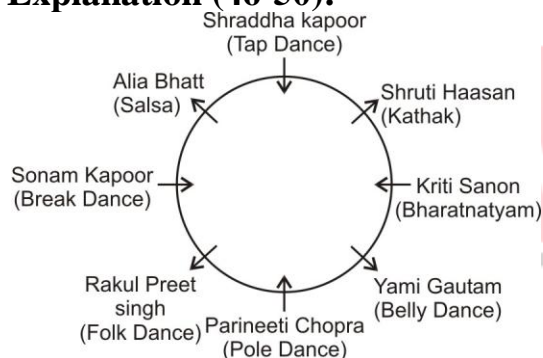 Explanation (46-50):
Shraddha kapoor
(Tap Dance)
Alia Bhatt
(Salsa)
Shruti Haasan
(Kathak)
Sonam Kapoor
(Break Dance)
Kriti Sanon
(Bharatnatyam)
Rakul Preet
singh
(Folk Dance)
Parineeti Chopra
(Pole Dance)
Yami Gautam
(Belly Dance)